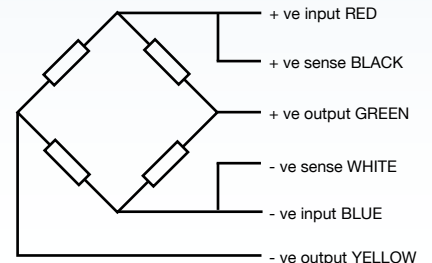 + ve input RED
+ ve sense BLACK
+ ve output GREEN
- ve sense WHITE
- ve input BLUE
- ve output YELLOW